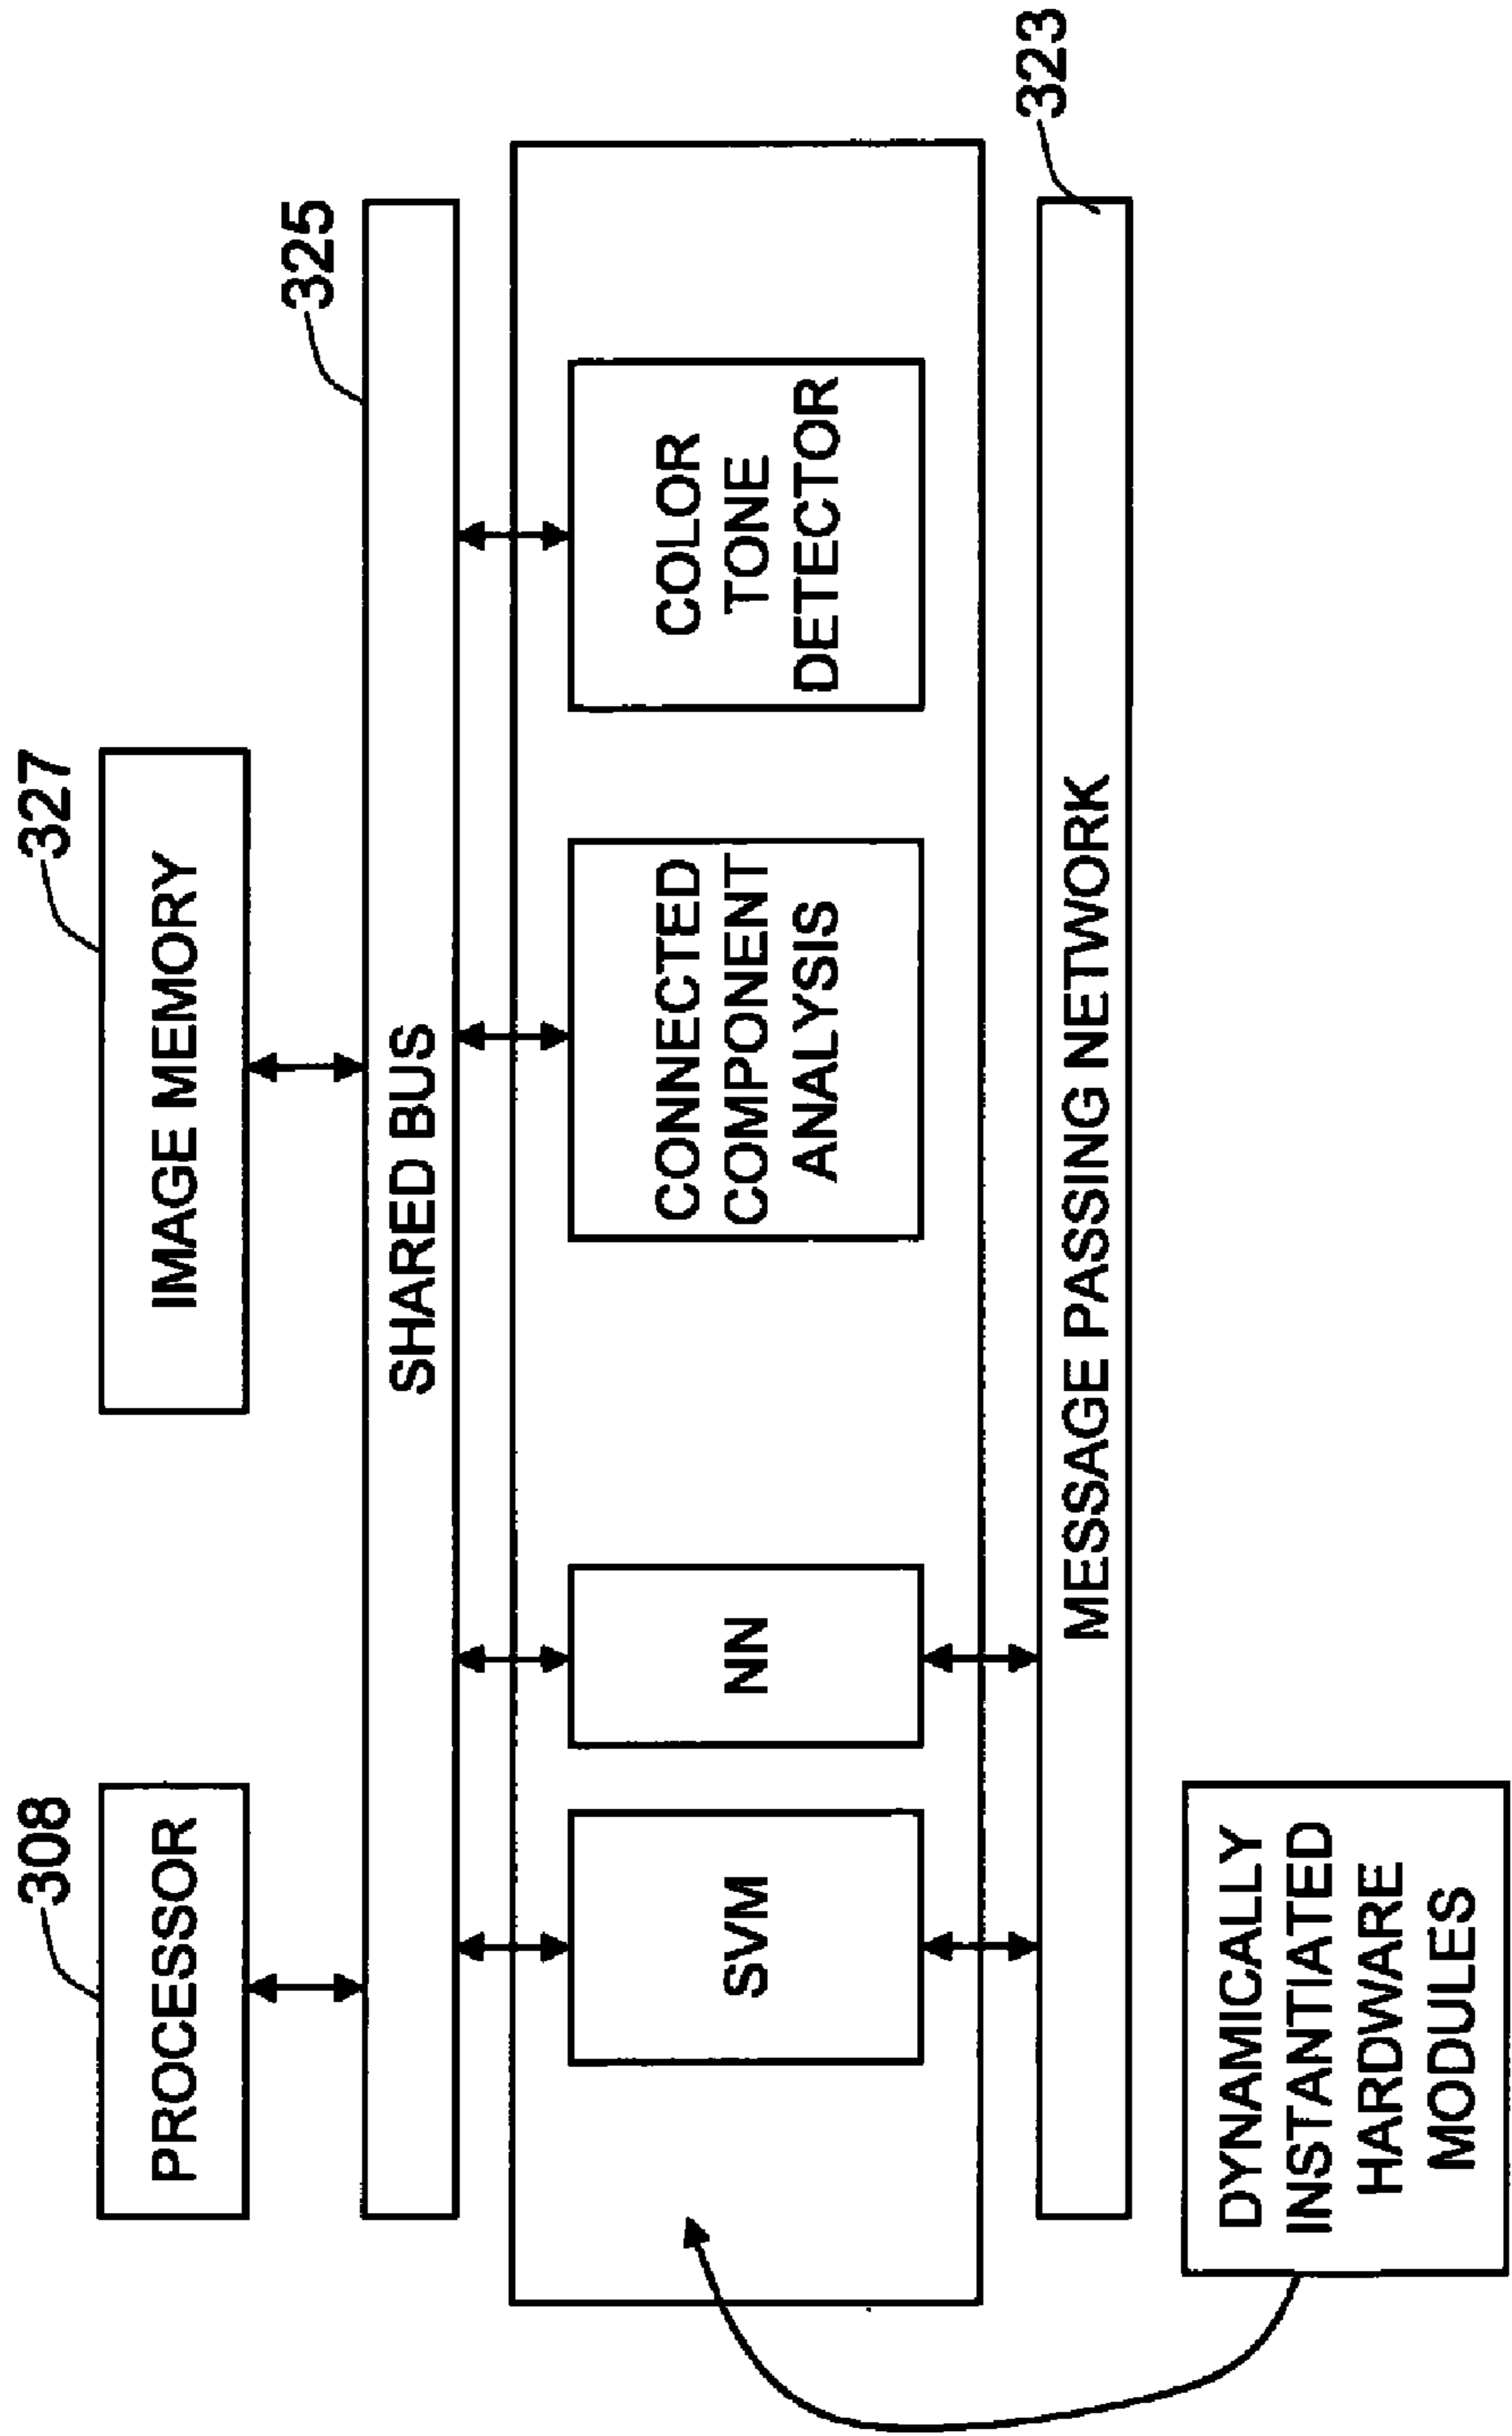 308
PROCESSOR
327
IMAGE MEMORY
325
SHARED BUS
SVM
NN
CONNECTED
COMPONENT
ANALYSIS
COLOR
TONE
DETECTOR
MESSAGE PASSING NETWORK
323
DYNAMICALLY
INSTANTIATED
HARDWARE
MODULES